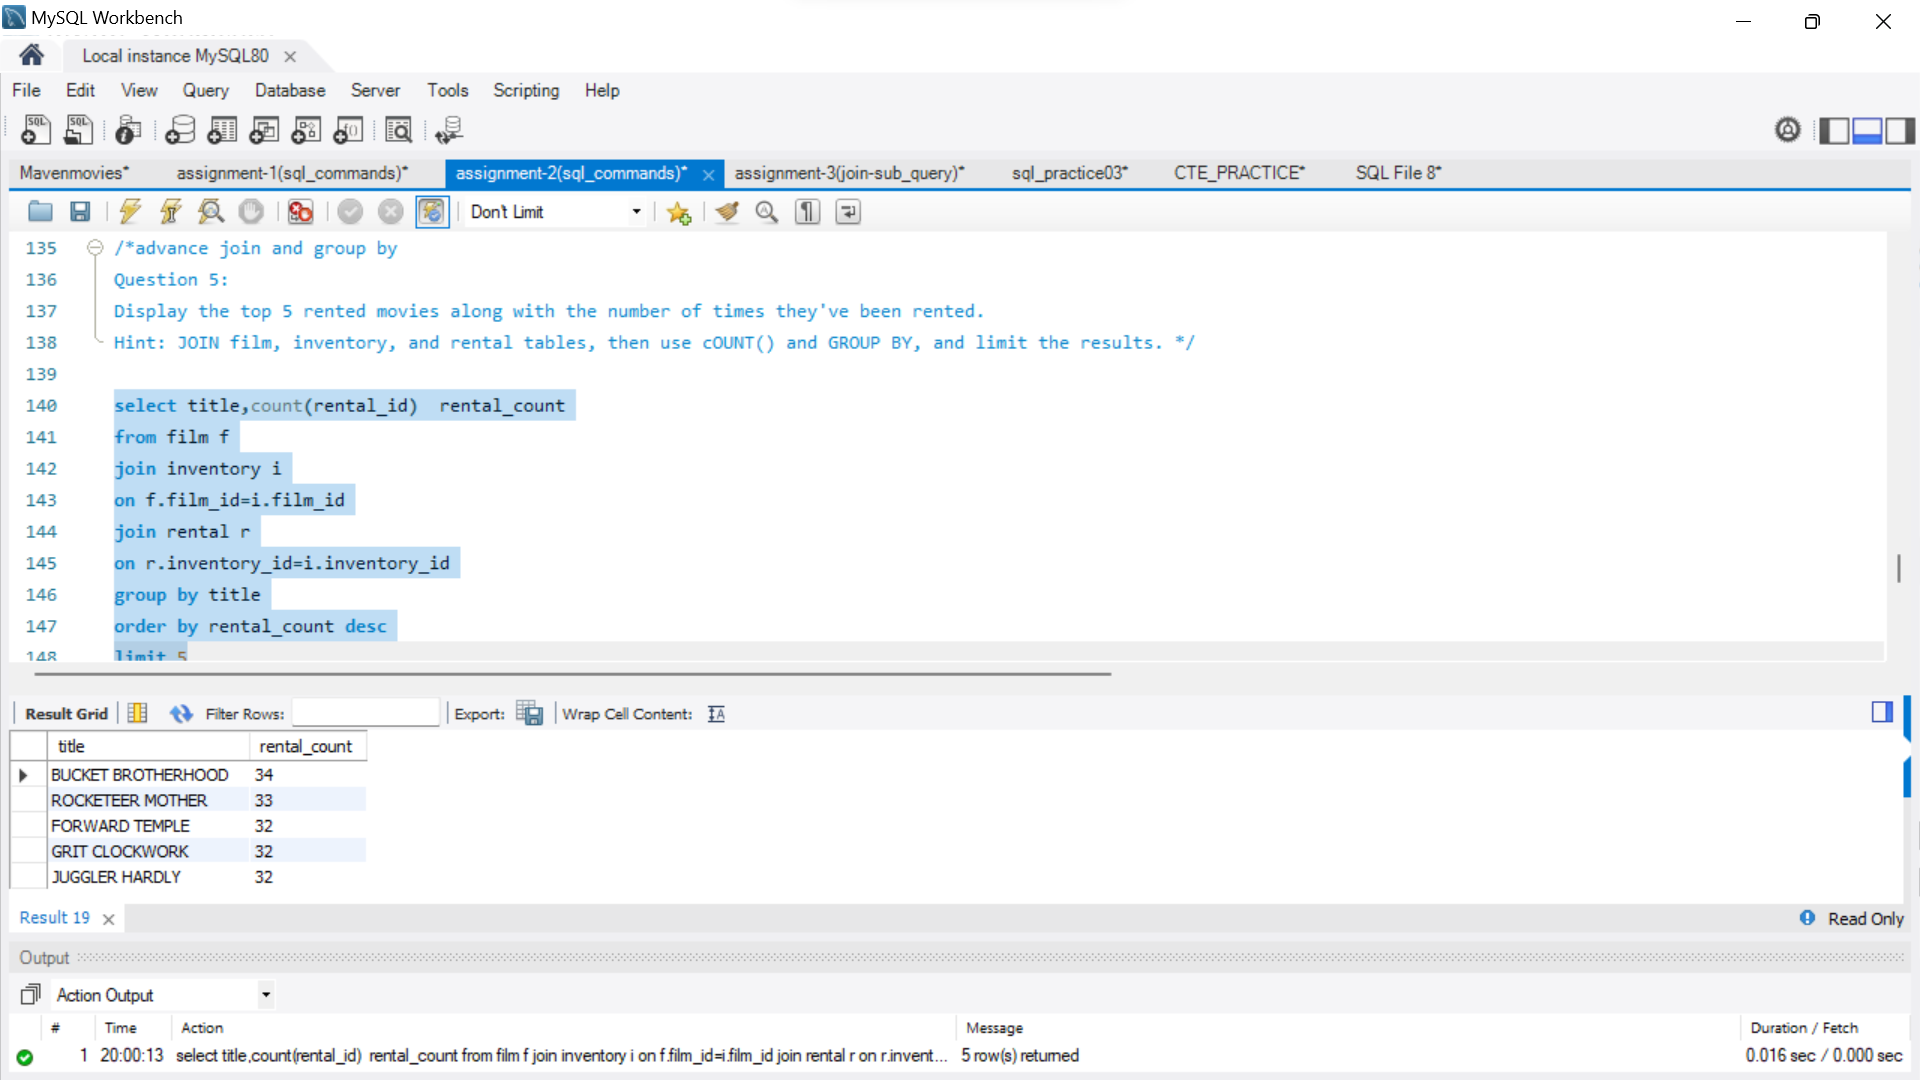 MySQL Workbench
Local instance MySQL80
File Edit View Query Database Server Tools Scripting Help
Mavenmovies* assignment-1(sql_commands)* assignment-2(sql_commands)* assignment-3(join-sub_query)* sql_practice03* CTE_PRACTICE* SQL File 8*
Don't Limit
135 /*advance join and group by
136 Question 5:
137 Display the top 5 rented movies along with the number of times they've been rented.
138 Hint: JOIN film, inventory, and rental tables, then use cOUNT() and GROUP BY, and limit the results. */
139
140 select title,count(rental_id)  rental_count
141 from film f
142 join inventory i
143 on f.film_id=i.film_id
144 join rental r
145 on r.inventory_id=i.inventory_id
146 group by title
147 order by rental_count desc
148 limit 5
Result Grid Filter Rows: Export: Wrap Cell Content:
title rental_count
BUCKET BROTHERHOOD 34
ROCKETEER MOTHER 33
FORWARD TEMPLE 32
GRIT CLOCKWORK 32
JUGGLER HARDLY 32
Result 19 Read Only
Output
Action Output
# Time Action Message Duration / Fetch
1 20:00:13 select title,count(rental_id)  rental_count from film f join inventory i on f.film_id=i.film_id join rental r on r.invent... 5 row(s) returned 0.016 sec / 0.000 sec